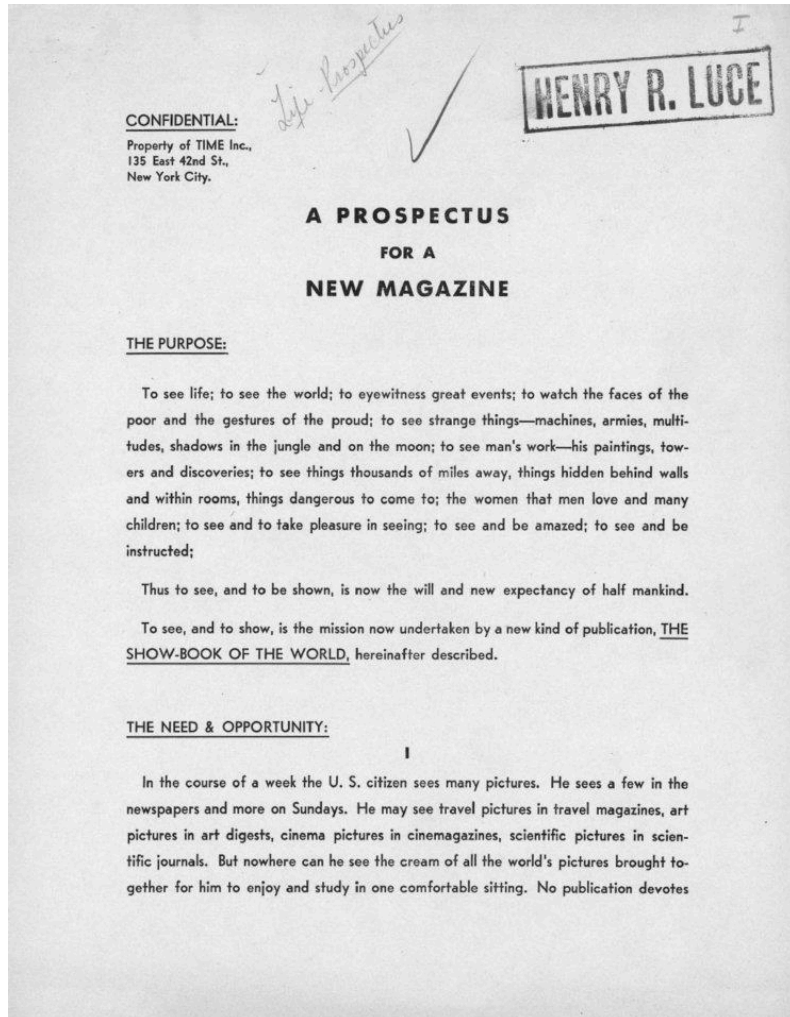 I
Life - Prospectus
HENRY R. LUCE
CONFIDENTIAL:
Property of TIME Inc.,
135 East 42nd St.,
New York City.
A PROSPECTUS
FOR A
NEW MAGAZINE
THE PURPOSE:
To see life; to see the world; to eyewitness great events; to watch the faces of the
poor and the gestures of the proud; to see strange things—machines, armies, multi-
tudes, shadows in the jungle and on the moon; to see man's work—his paintings, tow-
ers and discoveries; to see things thousands of miles away, things hidden behind walls
and within rooms, things dangerous to come to; the women that men love and many
children; to see and to take pleasure in seeing; to see and be amazed; to see and be
instructed;
Thus to see, and to be shown, is now the will and new expectancy of half mankind.
To see, and to show, is the mission now undertaken by a new kind of publication, THE
SHOW-BOOK OF THE WORLD, hereinafter described.
THE NEED & OPPORTUNITY:
I
In the course of a week the U. S. citizen sees many pictures. He sees a few in the
newspapers and more on Sundays. He may see travel pictures in travel magazines, art
pictures in art digests, cinema pictures in cinemagazines, scientific pictures in scien-
tific journals. But nowhere can he see the cream of all the world's pictures brought to-
gether for him to enjoy and study in one comfortable sitting. No publication devotes